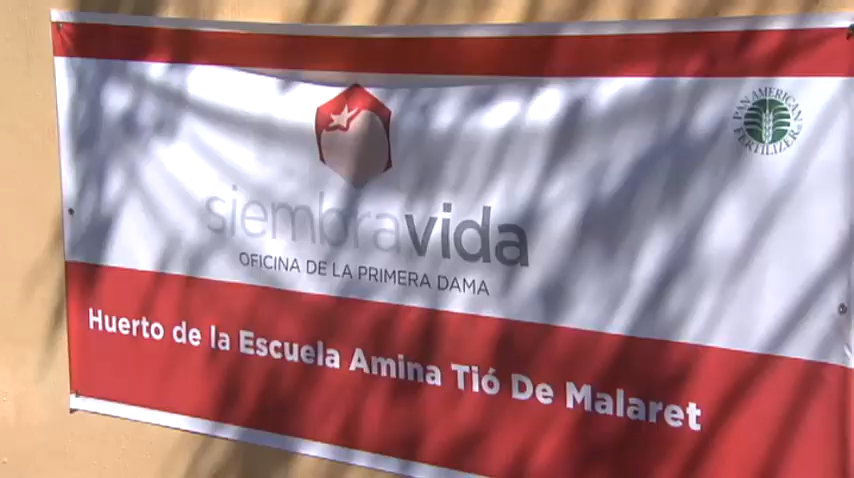 PAN AMERICAN
FERTILIZER
siembravida
OFICINA DE LA PRIMERA DAMA
Huerto de la Escuela Amina Tió De Malaret